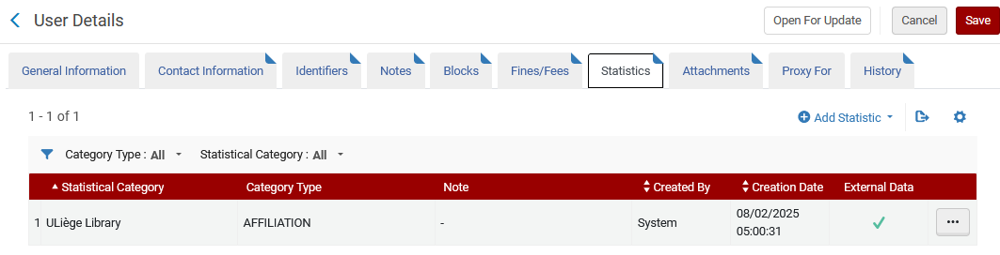 User Details
Open For Update
Cancel
Save
General Information
Contact Information
Identifiers
Notes
Blocks
Fines/Fees
Statistics
Attachments
Proxy For
History
1 - 1 of 1
Add Statistic
Category Type : All
Statistical Category : All
Statistical Category
Category Type
Note
Created By
Creation Date
External Data
1 ULiège Library
AFFILIATION
-
System
08/02/2025
05:00:31